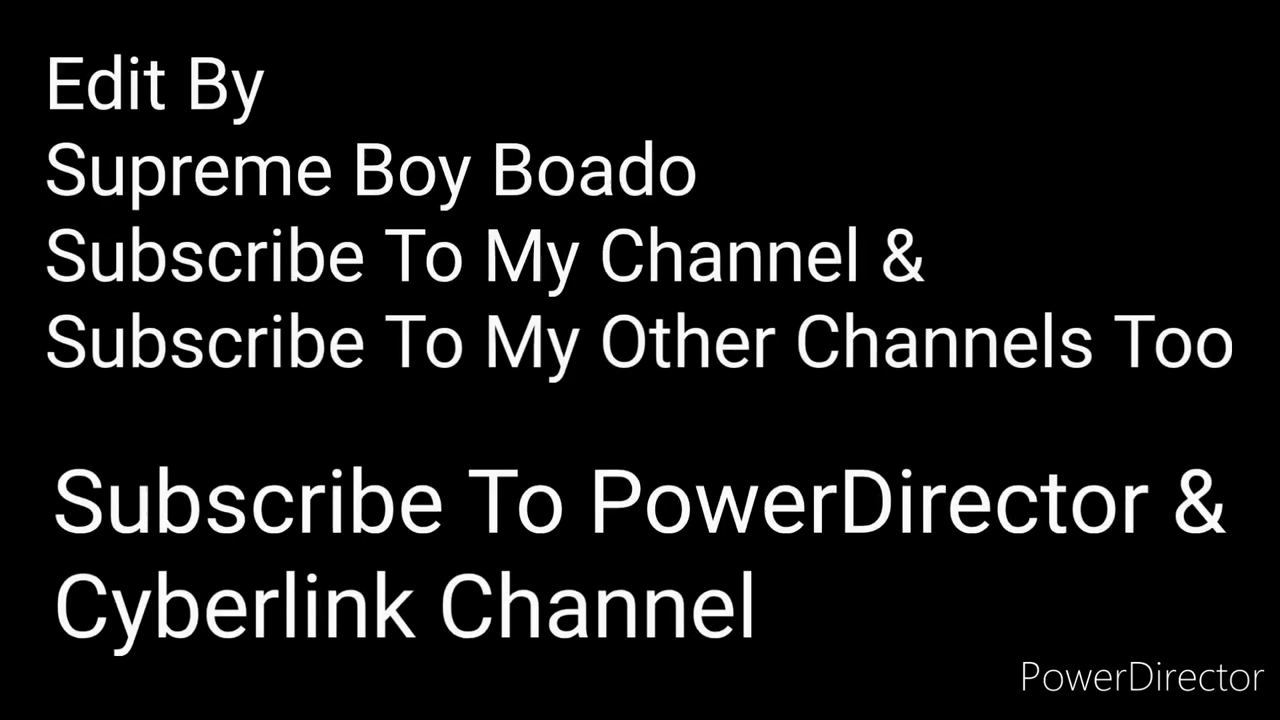 Edit By
Supreme Boy Boado
Subscribe To My Channel &
Subscribe To My Other Channels Too
Subscribe To PowerDirector &
Cyberlink Channel
PowerDirector